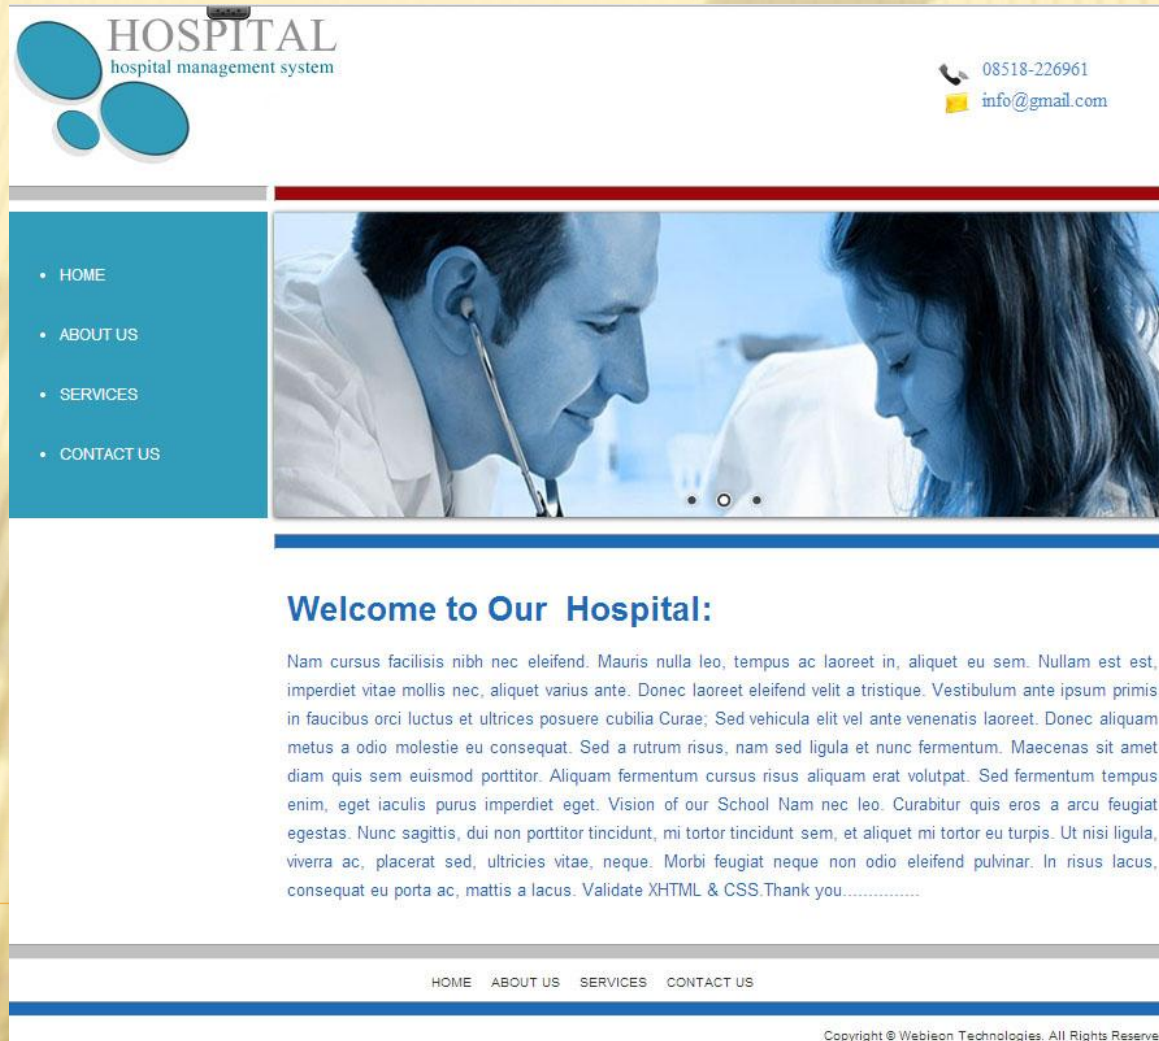 HOSPITAL
hospital management system
08518-226961
info@gmail.com
• HOME
• ABOUT US
• SERVICES
• CONTACT US
Welcome to Our Hospital:
Nam cursus facilisis nibh nec eleifend. Mauris nulla leo, tempus ac laoreet in, aliquet eu sem. Nullam est est,
imperdiet vitae mollis nec, aliquet varius ante. Donec laoreet eleifend velit a tristique. Vestibulum ante ipsum primis
in faucibus orci luctus et ultrices posuere cubilia Curae; Sed vehicula elit vel ante venenatis laoreet. Donec aliquam
metus a odio molestie eu consequat. Sed a rutrum risus, nam sed ligula et nunc fermentum. Maecenas sit amet
diam quis sem euismod porttitor. Aliquam fermentum cursus risus aliquam erat volutpat. Sed fermentum tempus
enim, eget iaculis purus imperdiet eget. Vision of our School Nam nec leo. Curabitur quis eros a arcu feugiat
egestas. Nunc sagittis, dui non porttitor tincidunt, mi tortor tincidunt sem, et aliquet mi tortor eu turpis. Ut nisi ligula,
viverra ac, placerat sed, ultricies vitae, neque. Morbi feugiat neque non odio eleifend pulvinar. In risus lacus,
consequat eu porta ac, mattis a lacus. Validate XHTML & CSS.Thank you...............
HOME ABOUT US SERVICES CONTACT US
Copyright © Webieon Technologies. All Rights Reserve